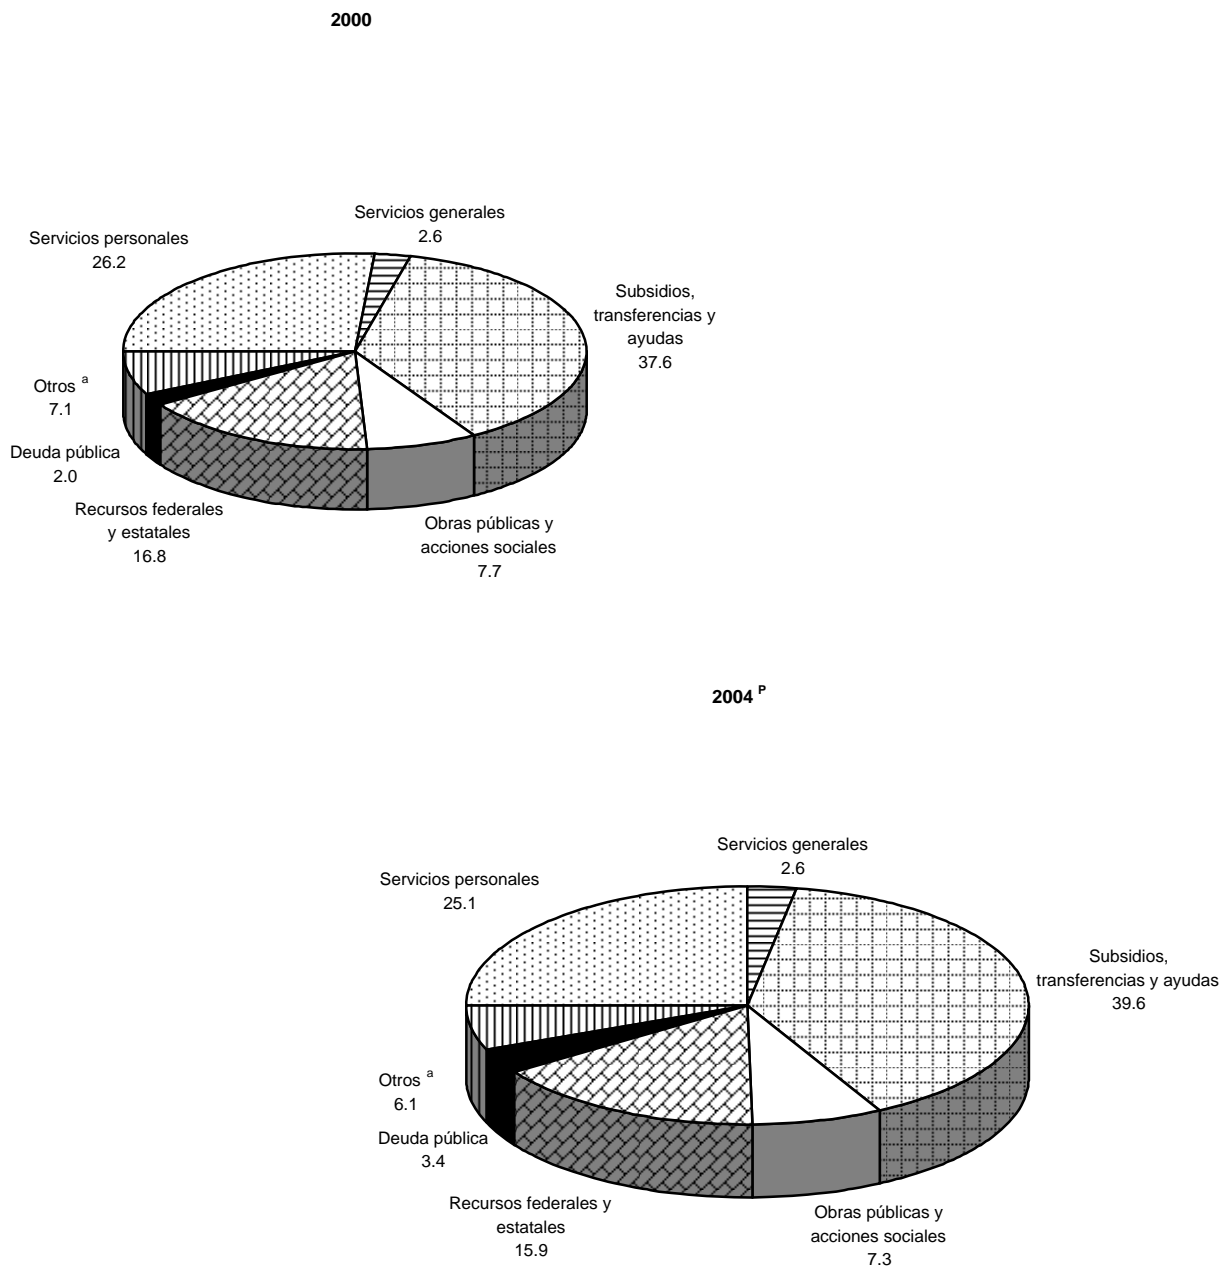 2000
Servicios generales
2.6
Servicios personales
26.2
Subsidios,
transferencias y
ayudas
37.6
Otros a
7.1
Deuda pública
2.0
Recursos federales
y estatales
16.8
Obras públicas y
acciones sociales
7.7
2004 P
Servicios generales
2.6
Servicios personales
25.1
Subsidios,
transferencias y ayudas
39.6
Otros a
6.1
Deuda pública
3.4
Recursos federales y
estatales
15.9
Obras públicas y
acciones sociales
7.3